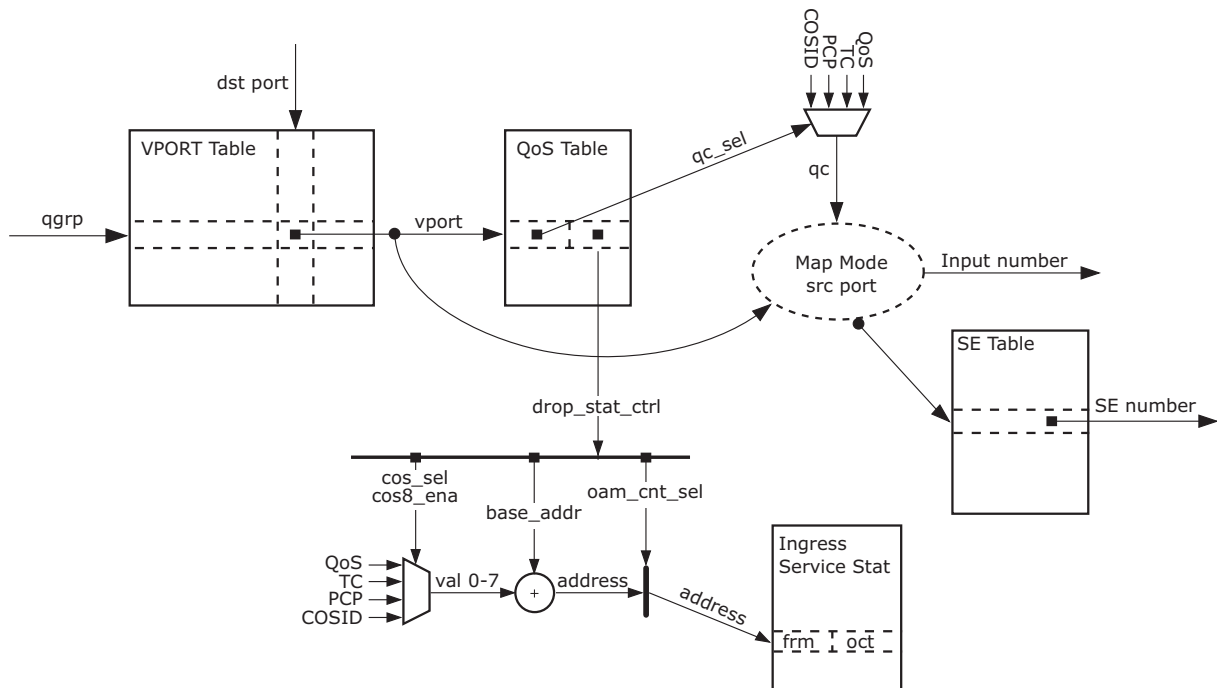 COSID
PCP
TC
QoS
dst port
VPORT Table
QoS Table
qc_sel
qc
qgrp
vport
Map Mode
src port
Input number
SE Table
SE number
drop_stat_ctrl
cos_sel
cos8_ena
base_addr
oam_cnt_sel
Ingress
Service Stat
QoS
TC
PCP
COSID
val 0-7
+
address
address
frm
oct